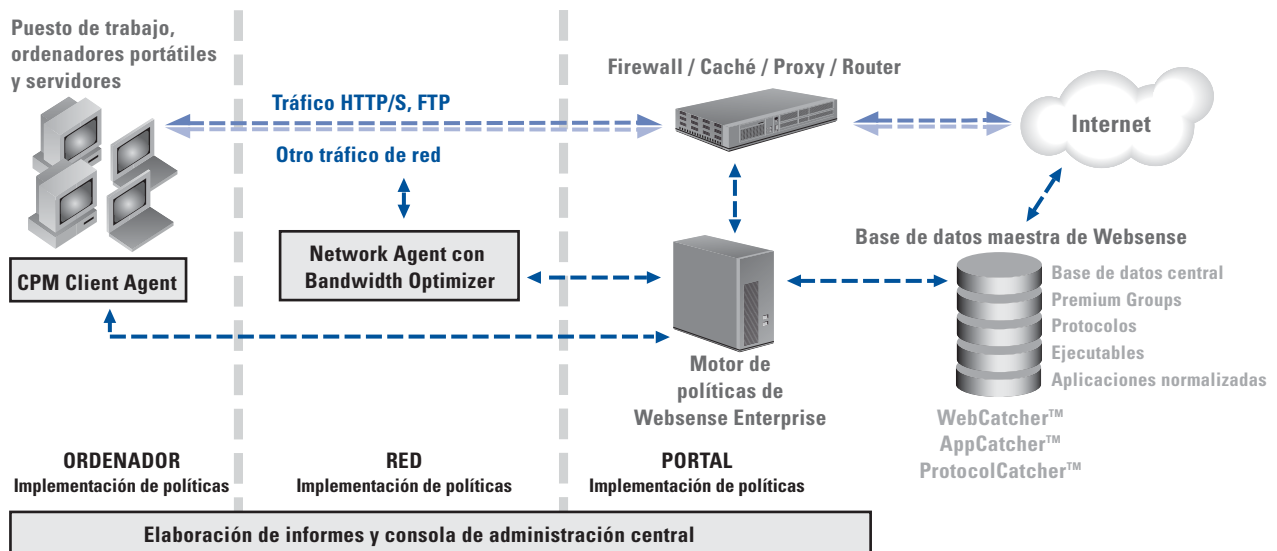 Puesto de trabajo,
ordenadores portátiles
y servidores
Firewall / Caché / Proxy / Router
Tráfico HTTP/S, FTP
Internet
Otro tráfico de red
Base de datos maestra de Websense
Network Agent con
Bandwidth Optimizer
CPM Client Agent
Base de datos central
Premium Groups
Protocolos
Ejecutables
Aplicaciones normalizadas
Motor de
políticas de
Websense Enterprise
WebCatcher™
AppCatcher™
ProtocolCatcher™
ORDENADOR
Implementación de políticas
RED
Implementación de políticas
PORTAL
Implementación de políticas
Elaboración de informes y consola de administración central